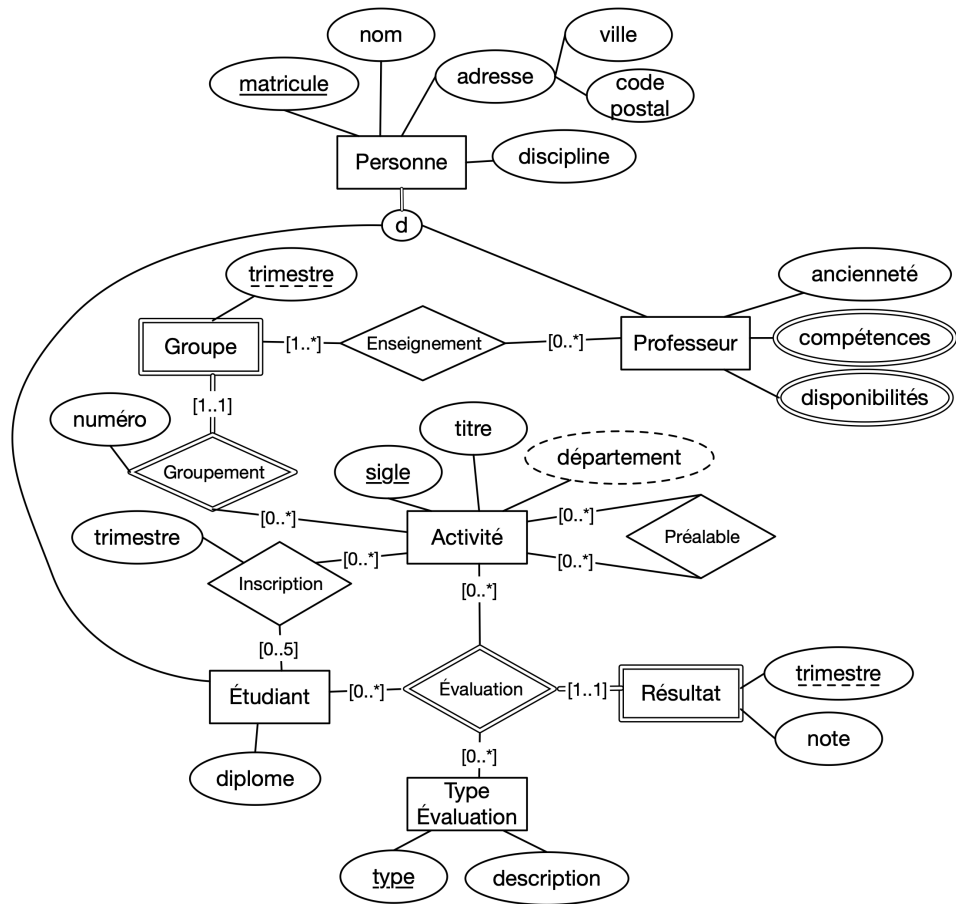 nom
ville
matricule
adresse
code
postal
Personne
discipline
d
trimestre
ancienneté
Groupe
[1..*]
Enseignement
[0..*]
Professeur
compétences
[1..1]
disponibilités
numéro
titre
Groupement
sigle
département
[0..*]
[0..*]
trimestre
Activité
Préalable
[0..*]
[0..*]
Inscription
[0..*]
[0..5]
Étudiant
[0..*]
Évaluation
[1..1]
Résultat
trimestre
note
[0..*]
diplome
Type
Évaluation
type
description